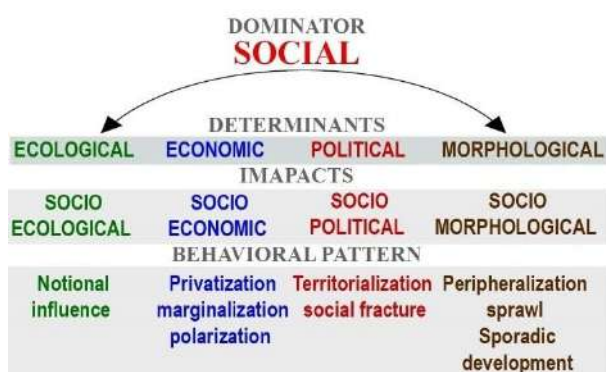 DOMINATOR
SOCIAL
DETERMINANTS
ECOLOGICAL ECONOMIC POLITICAL MORPHOLOGICAL
IMAPACTS
SOCIO SOCIO SOCIO SOCIO
ECOLOGICAL ECONOMIC POLITICAL MORPHOLOGICAL
BEHAVIORAL PATTERN
Notional Privatization Territorialization Peripheralization
influence marginalization social fracture sprawl
polarization Sporadic
development